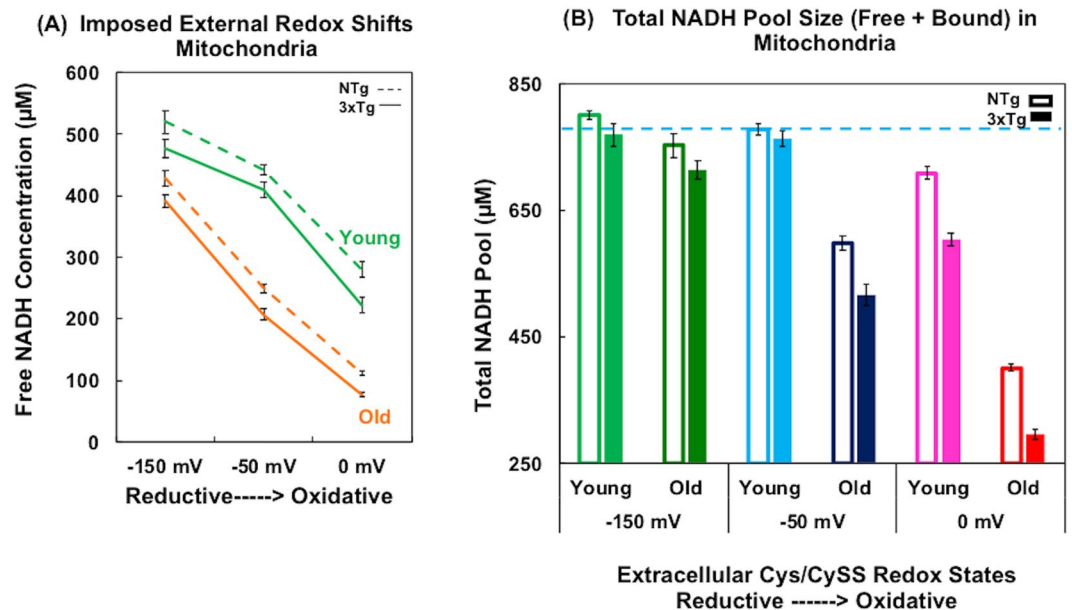 (A) Imposed External Redox Shifts
Mitochondria
Free NADH Concentration (µM)
600
500
400
300
200
100
0
NTg
3xTg
Young
Old
-150 mV
-50 mV
0 mV
Reductive-----> Oxidative
(B) Total NADH Pool Size (Free + Bound) in
Mitochondria
Total NADH Pool (µM)
850
650
450
250
NTg
3xTg
Young Old Young Old Young Old
-150 mV -50 mV 0 mV
Extracellular Cys/CySS Redox States
Reductive ------> Oxidative